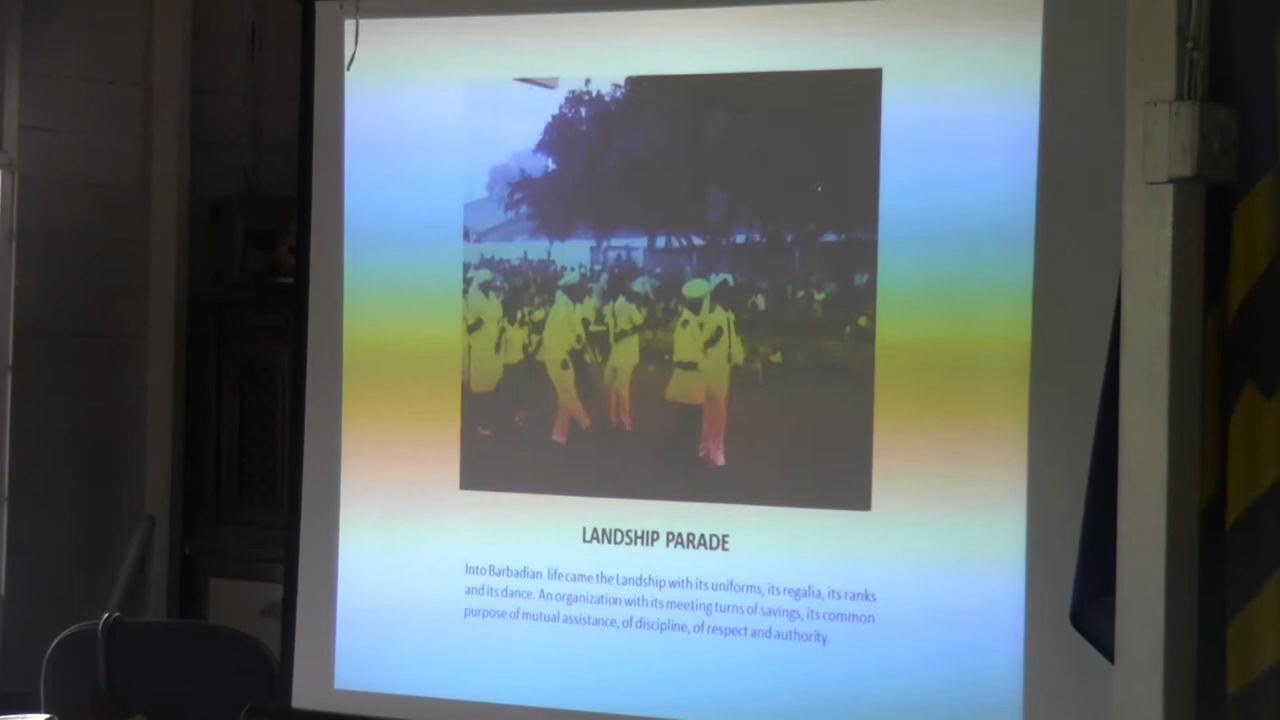 LANDSHIP PARADE
Into Barbadian life came the Landship with its uniforms, its regalia, its ranks
and its dance. An organization with its meeting turns of savings, its common
purpose of mutual assistance, of discipline, of respect and authority.